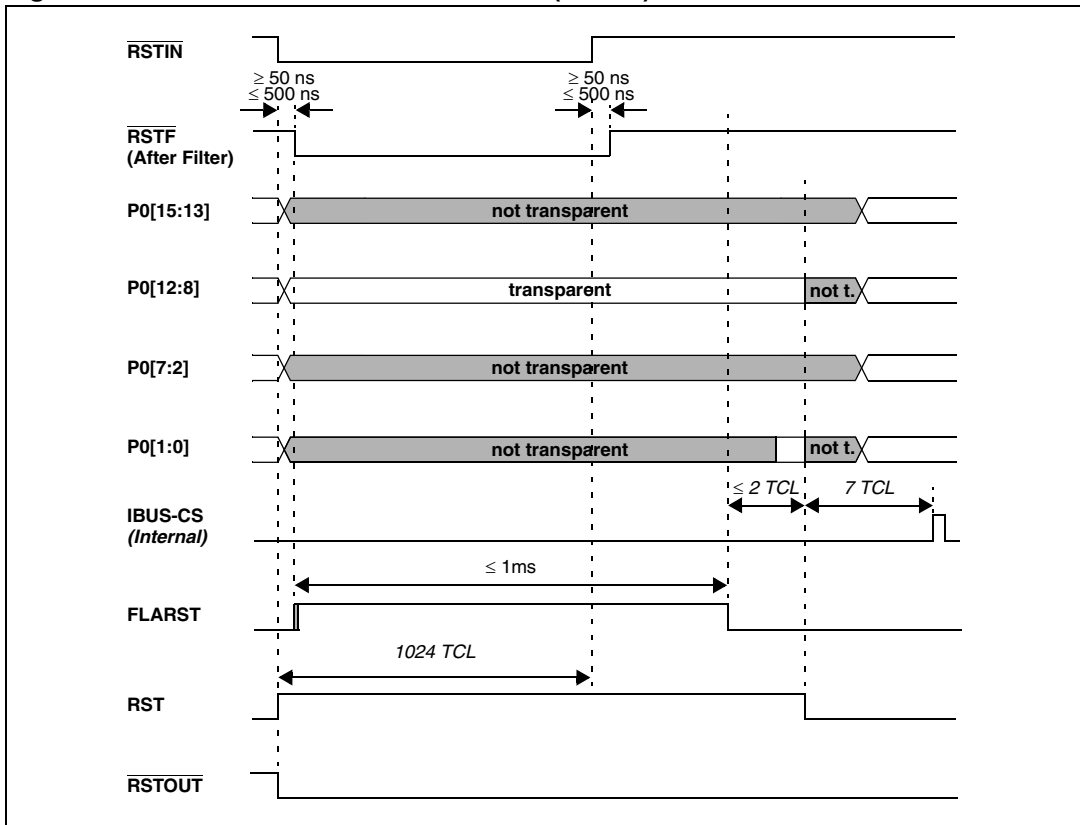 RSTIN
≥ 50 ns
≤ 500 ns
≥ 50 ns
≤ 500 ns
RSTF
(After Filter)
P0[15:13]
not transparent
P0[12:8]
transparent
not t.
P0[7:2]
not transparent
P0[1:0]
not transparent
not t.
≤ 2 TCL
7 TCL
IBUS-CS
(Internal)
≤ 1ms
FLARST
1024 TCL
RST
RSTOUT